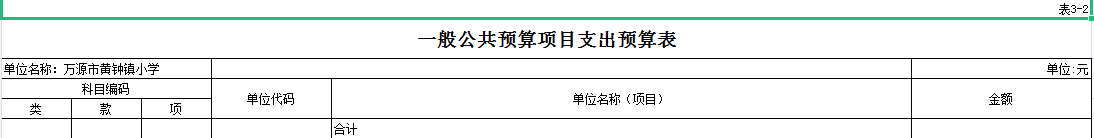 表3-2
一般公共预算项目支出预算表
单位名称：万源市黄钟镇小学 单位:元
科目编码 单位代码 单位名称（项目） 金额
类 款 项
合计